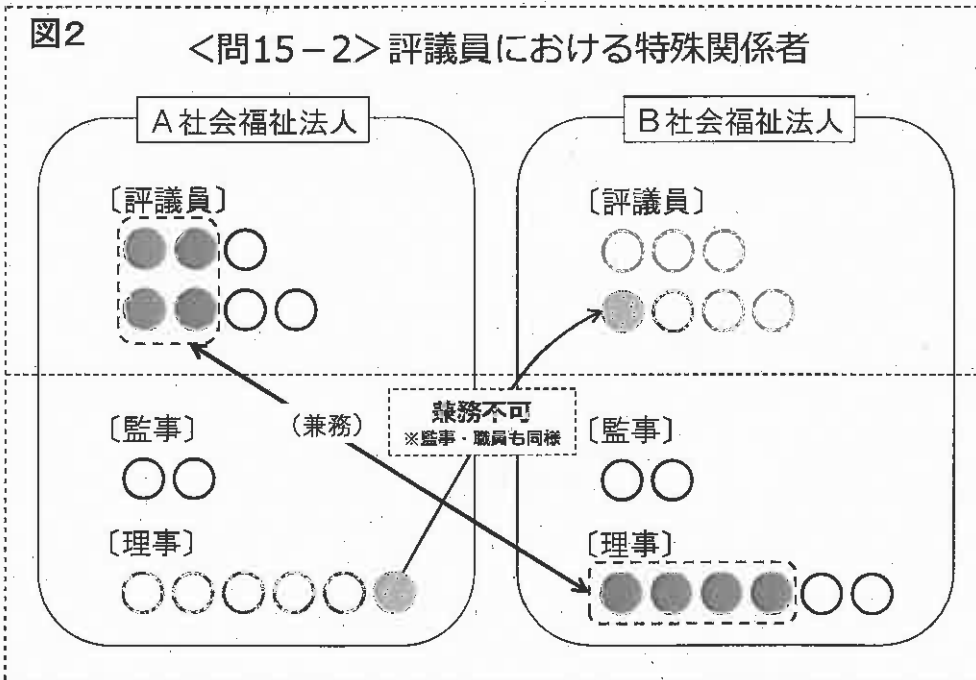 図2
<問15-2>評議員における特殊関係者
A社会福祉法人
B社会福祉法人
〔評議員〕
〔評議員〕
兼務不可
※監事・職員も同様
〔監事〕
(兼務)
〔監事〕
〔理事〕
〔理事〕